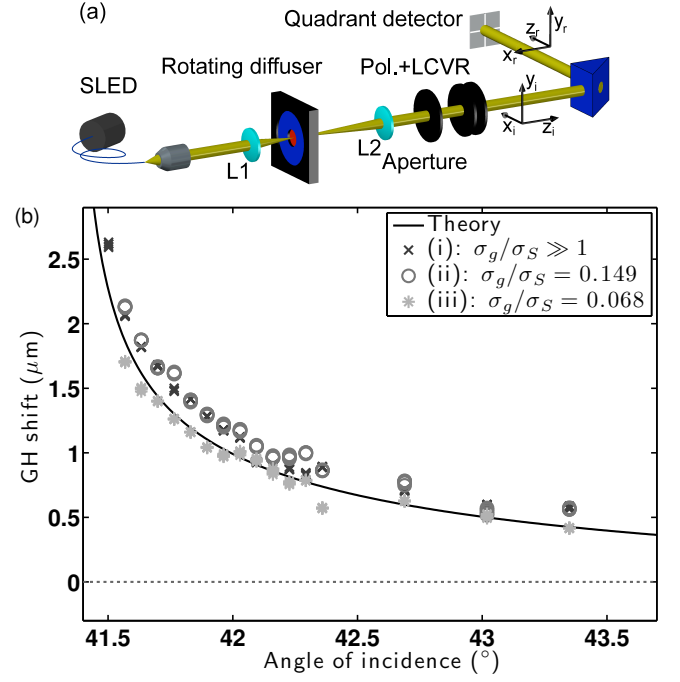 (a)
Quadrant detector
y_r
z_r
x_r
Rotating diffuser
Pol.+LCVR
y_i
SLED
x_i
z_i
L1
L2
Aperture
(b)
Theory
(i): σ_g/σ_S ≫ 1
(ii): σ_g/σ_S = 0.149
(iii): σ_g/σ_S = 0.068
2.5
2
1.5
1
0.5
0
GH shift (μm)
41.5
42
42.5
43
43.5
Angle of incidence (°)